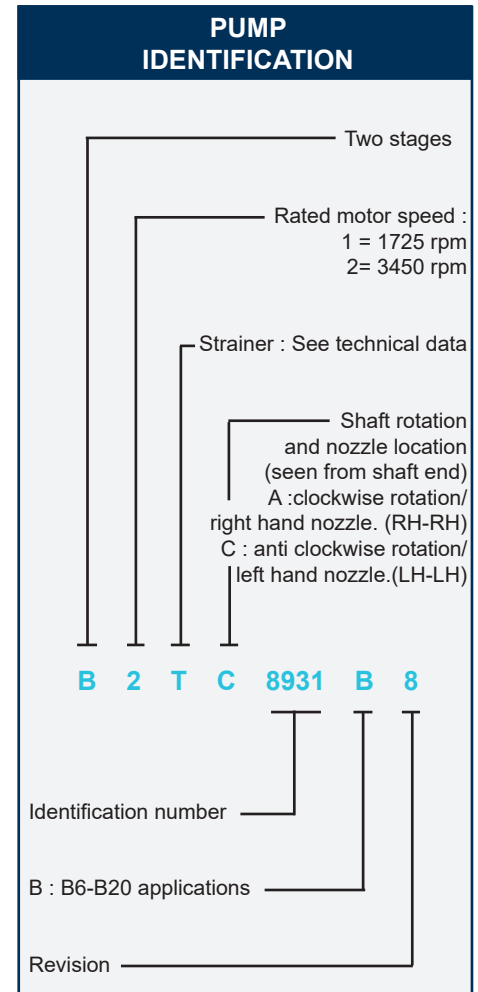 PUMP
IDENTIFICATION
Two stages
Rated motor speed :
1 = 1725 rpm
2= 3450 rpm
Strainer : See technical data
Shaft rotation
and nozzle location
(seen from shaft end)
A :clockwise rotation/
right hand nozzle. (RH-RH)
C : anti clockwise rotation/
left hand nozzle.(LH-LH)
B 2 T C 8931 B 8
Identification number
B : B6-B20 applications
Revision